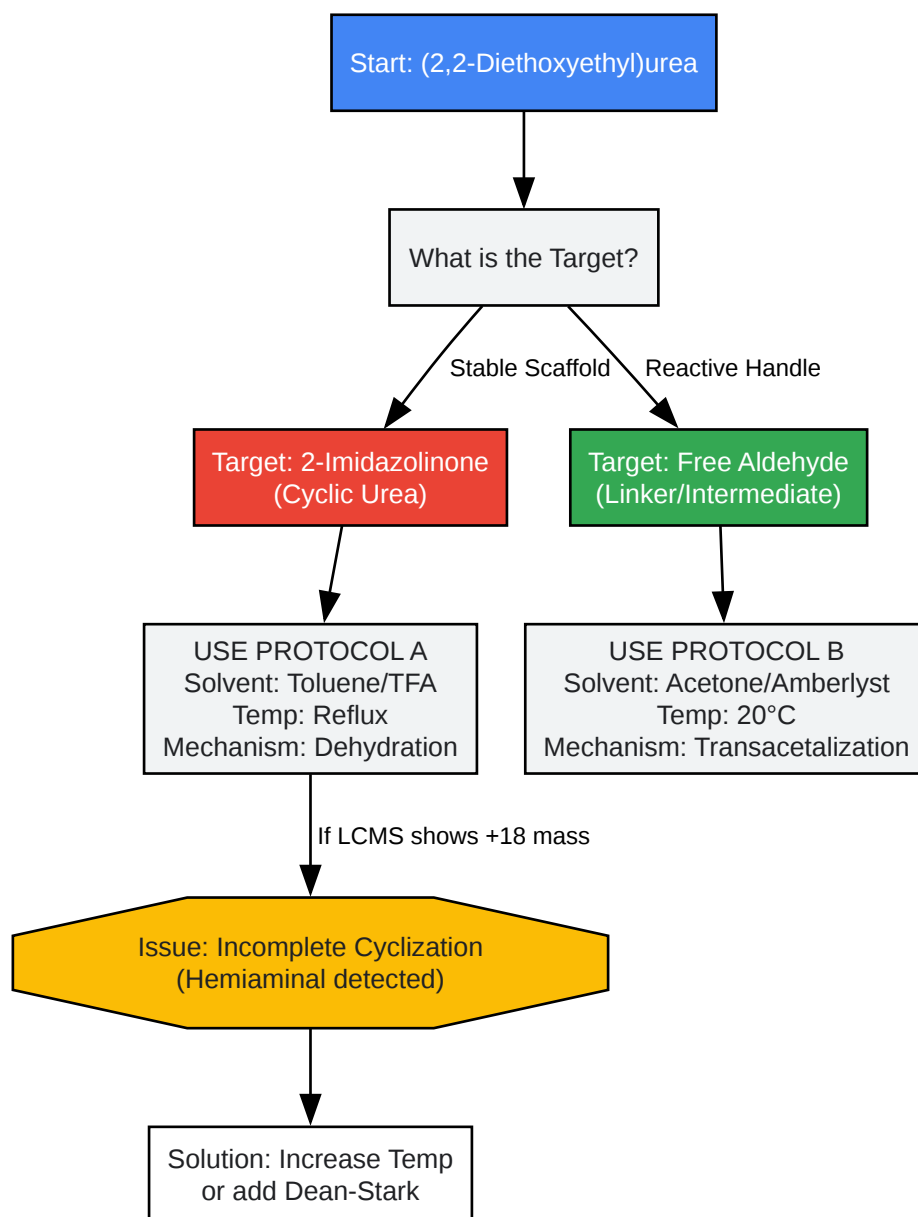 Start: (2,2-Diethoxyethyl)urea
What is the Target?
Stable Scaffold
Reactive Handle
Target: 2-Imidazolinone
(Cyclic Urea)
Target: Free Aldehyde
(Linker/Intermediate)
USE PROTOCOL A
Solvent: Toluene/TFA
Temp: Reflux
Mechanism: Dehydration
USE PROTOCOL B
Solvent: Acetone/Amberlyst
Temp: 20°C
Mechanism: Transacetalization
If LCMS shows +18 mass
Issue: Incomplete Cyclization
(Hemiaminal detected)
Solution: Increase Temp
or add Dean-Stark